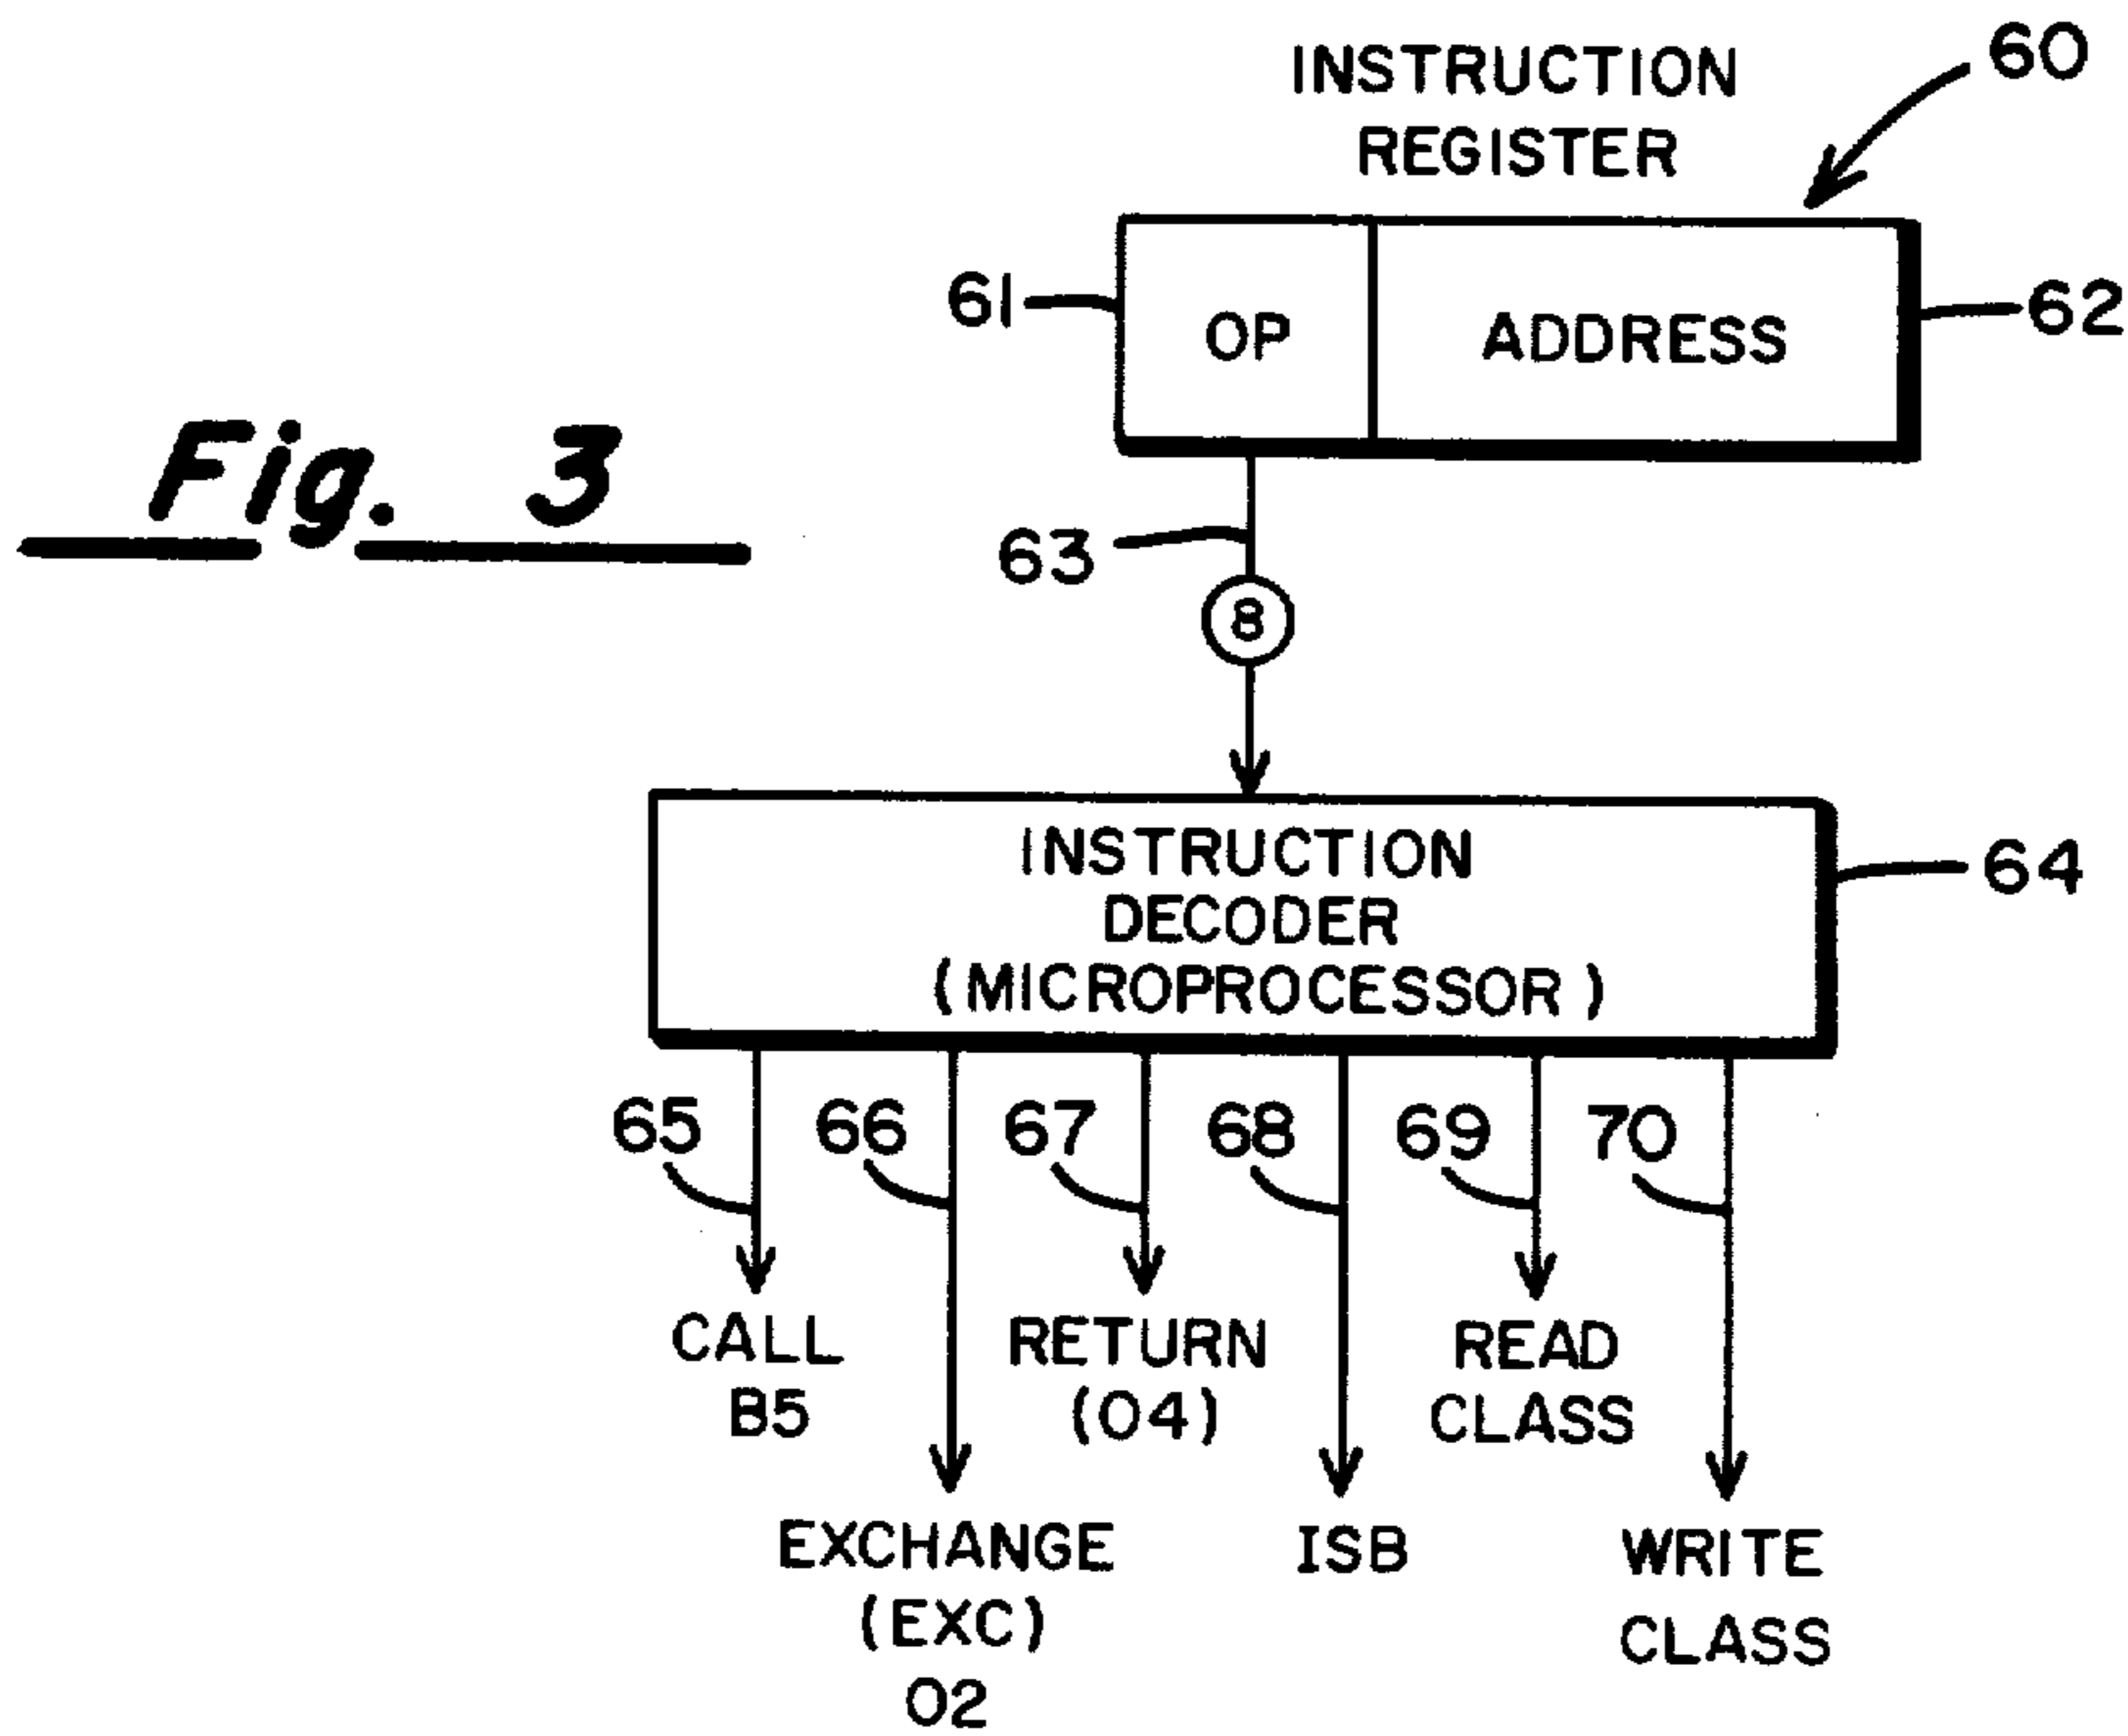 INSTRUCTION
REGISTER
60
61
OP
ADDRESS
62
Fig. 3
63
8
INSTRUCTION
DECODER
(MICROPROCESSOR)
64
65
66
67
68
69
70
CALL
B5
RETURN
(04)
READ
CLASS
EXCHANGE
(EXC)
02
ISB
WRITE
CLASS